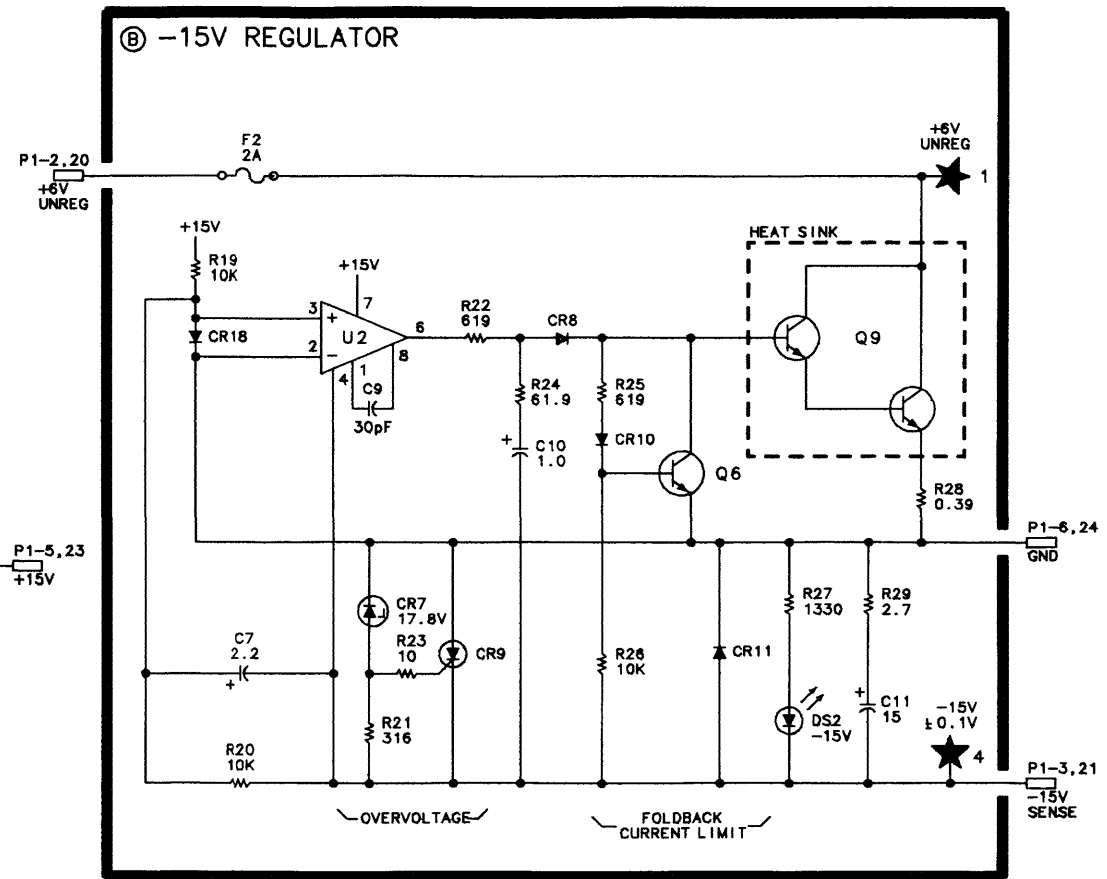 B -15V REGULATOR
F2
2A
P1-2,20
+6V
UNREG
+6V
UNREG
1
+15V
R19
10K
CR18
+15V
3
+
2
-
U2
7
6
8
1
4
C9
30pF
R22
619
CR8
R24
61.9
+
C10
1.0
R25
619
CR10
Q6
HEAT SINK
Q9
R28
0.39
P1-6,24
GND
P1-5,23
+15V
CR7
17.8V
R23
10
CR9
R21
316
C7
2.2
+
R20
10K
R26
10K
CR11
R27
1330
DS2
-15V
R29
2.7
+
C11
15
-15V
±0.1V
4
P1-3,21
-15V
SENSE
OVERVOLTAGE
FOLDBACK
CURRENT LIMIT